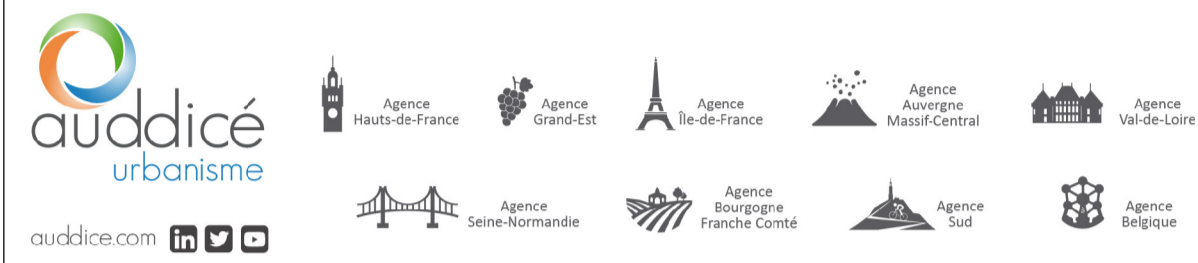 auddicé
urbanisme
auddice.com in
Agence
Hauts-de-France
Agence
Grand-Est
Agence
Île-de-France
Agence
Auvergne
Massif-Central
Agence
Val-de-Loire
Agence
Seine-Normandie
Agence
Bourgogne
Franche Comté
Agence
Sud
Agence
Belgique